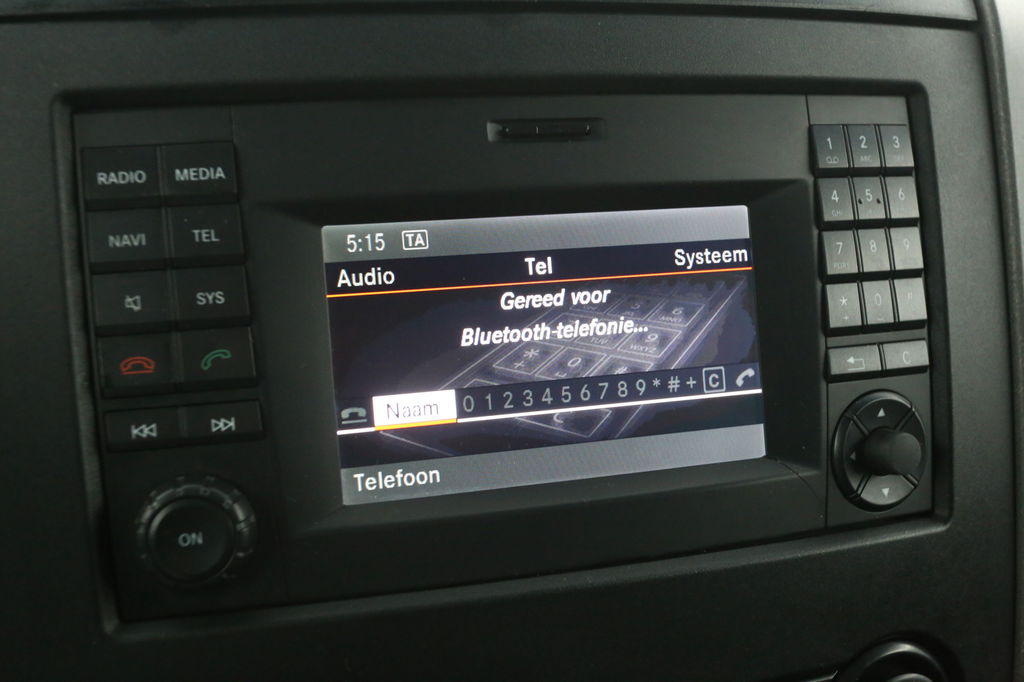 RADIO MEDIA
NAVI TEL
SYS
ON
5:15 TA
Audio Tel Systeem
Gereed voor
Bluetooth-telefonie...
Naam 0 1 2 3 4 5 6 7 8 9 * # + C
Telefoon
1 2 3
4 5 6
7 8 9
* 0
C